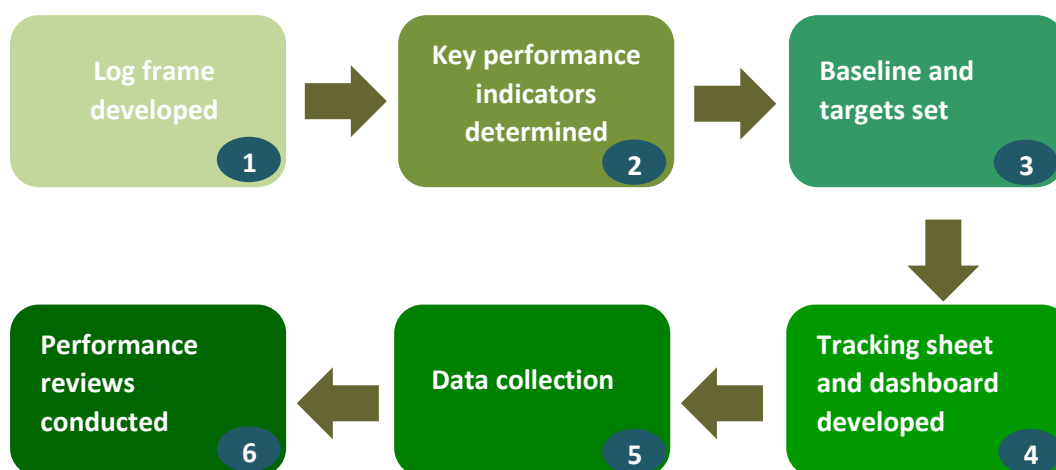 Log frame
developed
1
Key performance
indicators
determined
2
Baseline and
targets set
3
Tracking sheet
and dashboard
developed
4
Data collection
5
Performance
reviews
conducted
6